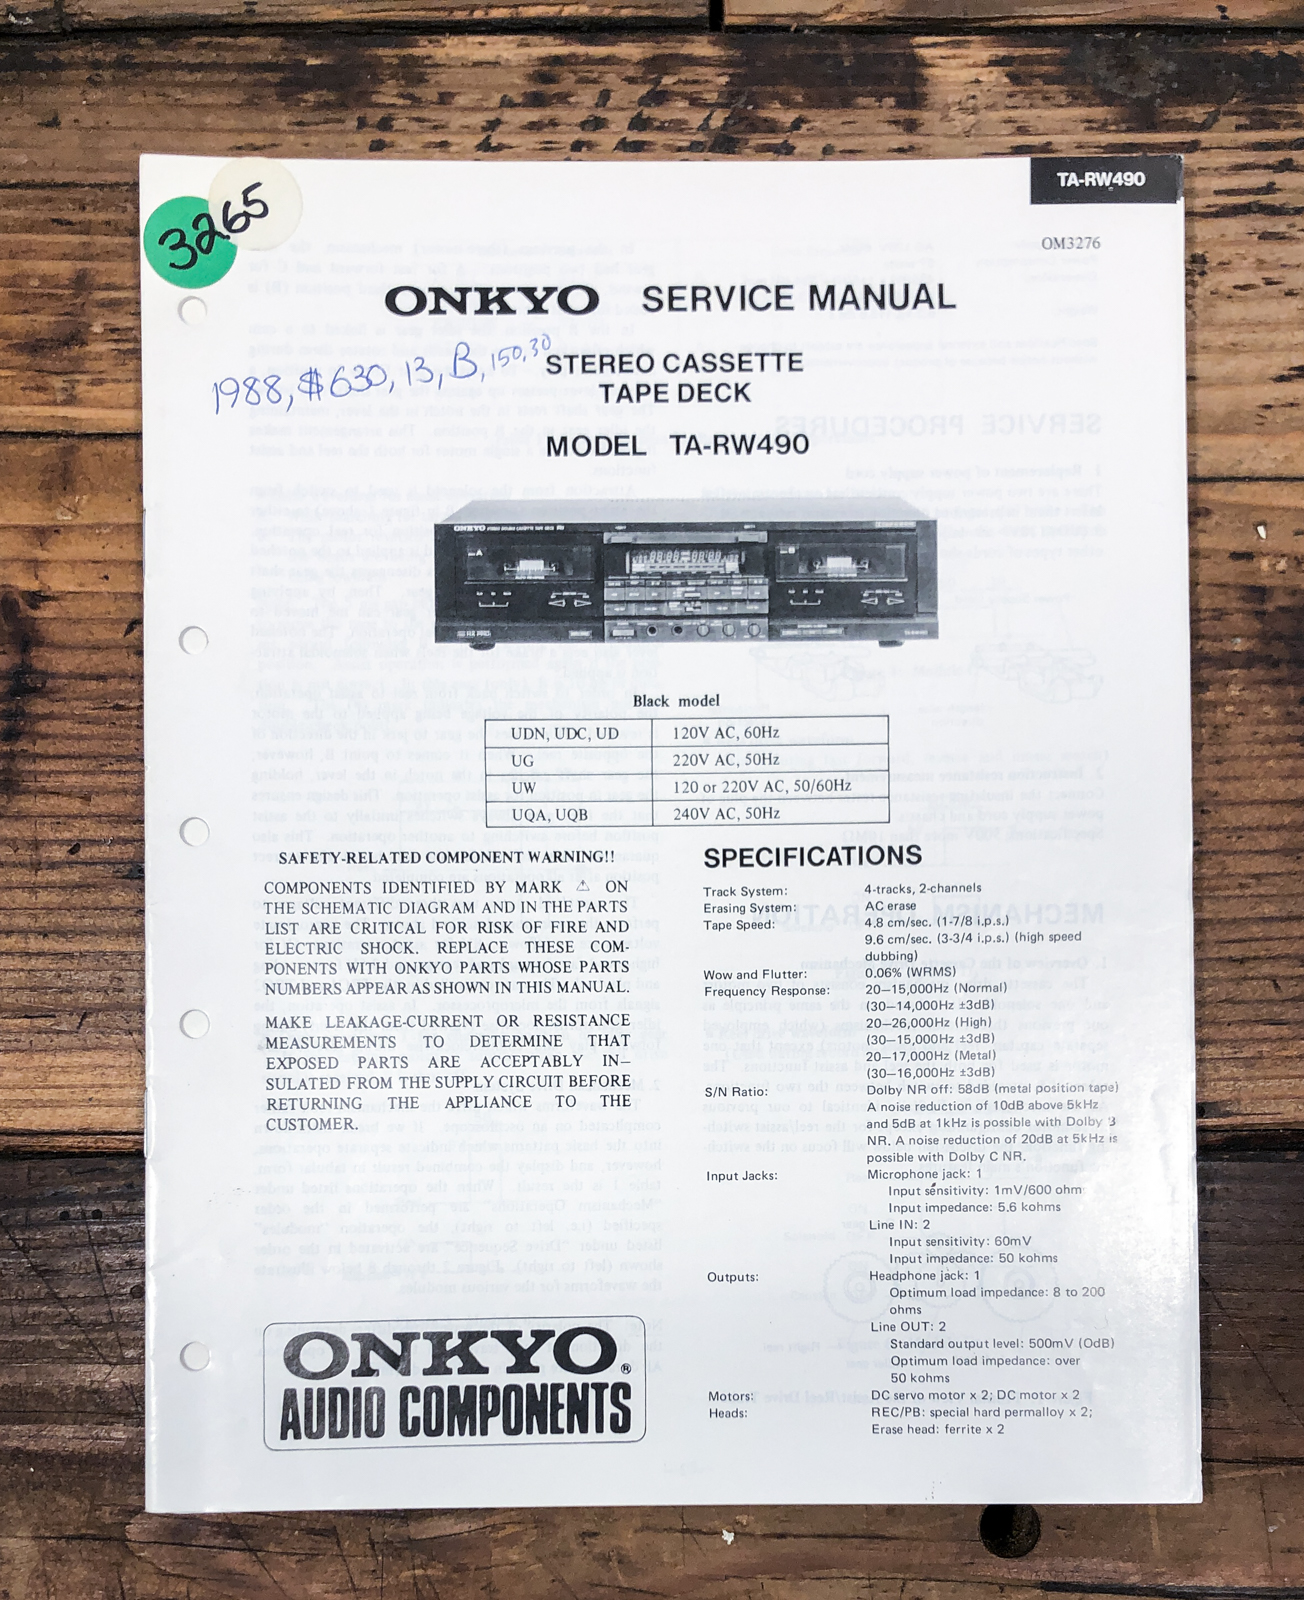 TA-RW490
3265
OM3276
ONKYO SERVICE MANUAL
1988, $630, 13, B, 150, 30
STEREO CASSETTE
TAPE DECK
MODEL TA-RW490
ONKYO
A
B
Black model
UDN, UDC, UD 120V AC, 60Hz
UG 220V AC, 50Hz
UW 120 or 220V AC, 50/60Hz
UQA, UQB 240V AC, 50Hz
SAFETY-RELATED COMPONENT WARNING!!
COMPONENTS IDENTIFIED BY MARK ⚠ ON
THE SCHEMATIC DIAGRAM AND IN THE PARTS
LIST ARE CRITICAL FOR RISK OF FIRE AND
ELECTRIC SHOCK. REPLACE THESE COM-
PONENTS WITH ONKYO PARTS WHOSE PARTS
NUMBERS APPEAR AS SHOWN IN THIS MANUAL.
MAKE LEAKAGE-CURRENT OR RESISTANCE
MEASUREMENTS TO DETERMINE THAT
EXPOSED PARTS ARE ACCEPTABLY IN-
SULATED FROM THE SUPPLY CIRCUIT BEFORE
RETURNING THE APPLIANCE TO THE
CUSTOMER.
ONKYO®
AUDIO COMPONENTS
SPECIFICATIONS
Track System: 4-tracks, 2-channels
Erasing System: AC erase
Tape Speed: 4.8 cm/sec. (1-7/8 i.p.s.)
9.6 cm/sec. (3-3/4 i.p.s.) (high speed
dubbing)
Wow and Flutter: 0.06% (WRMS)
Frequency Response: 20–15,000Hz (Normal)
(30–14,000Hz ±3dB)
20–26,000Hz (High)
(30–15,000Hz ±3dB)
20–17,000Hz (Metal)
(30–16,000Hz ±3dB)
S/N Ratio: Dolby NR off: 58dB (metal position tape)
A noise reduction of 10dB above 5kHz
and 5dB at 1kHz is possible with Dolby B
NR. A noise reduction of 20dB at 5kHz is
possible with Dolby C NR.
Input Jacks: Microphone jack: 1
Input sensitivity: 1mV/600 ohm
Input impedance: 5.6 kohms
Line IN: 2
Input sensitivity: 60mV
Input impedance: 50 kohms
Outputs: Headphone jack: 1
Optimum load impedance: 8 to 200
ohms
Line OUT: 2
Standard output level: 500mV (OdB)
Optimum load impedance: over
50 kohms
Motors: DC servo motor x 2; DC motor x 2
Heads: REC/PB: special hard permalloy x 2;
Erase head: ferrite x 2